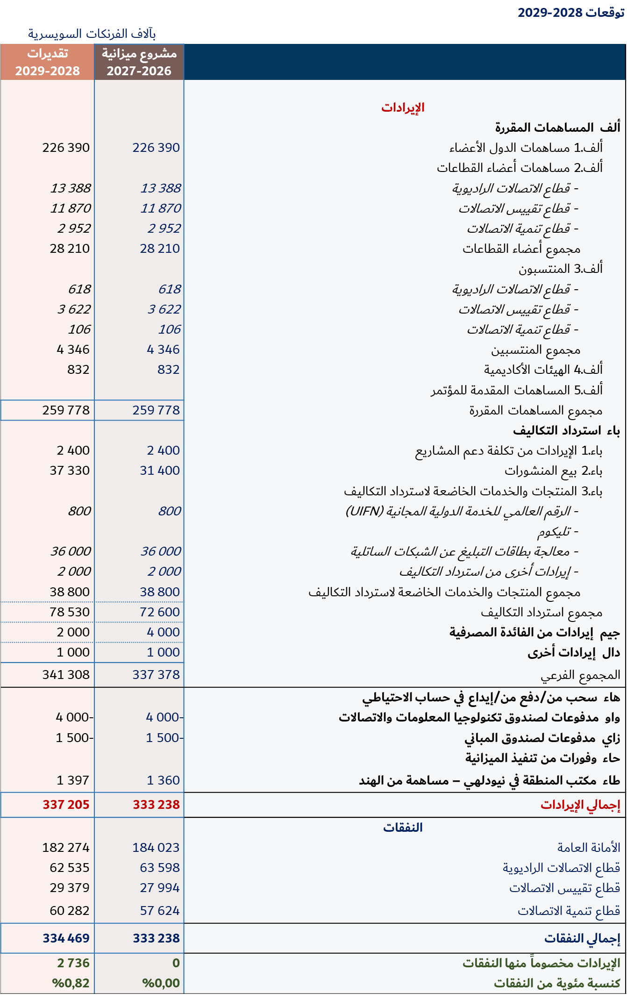 توقعات 2028-2029
بآلاف الفرنكات السويسرية
مشروع ميزانية 2026-2027 تقديرات 2028-2029
الإيرادات
ألف المساهمات المقررة
ألف.1 مساهمات الدول الأعضاء 226 390 226 390
ألف.2 مساهمات أعضاء القطاعات
- قطاع الاتصالات الراديوية 13 388 13 388
- قطاع تقييس الاتصالات 11 870 11 870
- قطاع تنمية الاتصالات 2 952 2 952
مجموع أعضاء القطاعات 28 210 28 210
ألف.3 المنتسبون
- قطاع الاتصالات الراديوية 618 618
- قطاع تقييس الاتصالات 3 622 3 622
- قطاع تنمية الاتصالات 106 106
مجموع المنتسبين 4 346 4 346
ألف.4 الهيئات الأكاديمية 832 832
ألف.5 المساهمات المقدمة للمؤتمر
مجموع المساهمات المقررة 259 778 259 778
باء استرداد التكاليف
باء.1 الإيرادات من تكلفة دعم المشاريع 2 400 2 400
باء.2 بيع المنشورات 31 400 37 330
باء.3 المنتجات والخدمات الخاضعة لاسترداد التكاليف
- الرقم العالمي للخدمة الدولية المجانية (UIFN) 800 800
- تليكوم
- معالجة بطاقات التبليغ عن الشبكات الساتلية 36 000 36 000
- إيرادات أخرى من استرداد التكاليف 2 000 2 000
مجموع المنتجات والخدمات الخاضعة لاسترداد التكاليف 38 800 38 800
مجموع استرداد التكاليف 72 600 78 530
جيم إيرادات من الفائدة المصرفية 4 000 2 000
دال إيرادات أخرى 1 000 1 000
المجموع الفرعي 337 378 341 308
هاء سحب من/دفع من/إيداع في حساب الاحتياطي
واو مدفوعات لصندوق تكنولوجيا المعلومات والاتصالات 4 000- 4 000-
زاي مدفوعات لصندوق المباني 1 500- 1 500-
حاء وفورات من تنفيذ الميزانية
طاء مكتب المنطقة في نيودلهي – مساهمة من الهند 1 360 1 397
إجمالي الإيرادات 333 238 337 205
النفقات
الأمانة العامة 184 023 182 274
قطاع الاتصالات الراديوية 63 598 62 535
قطاع تقييس الاتصالات 27 994 29 379
قطاع تنمية الاتصالات 57 624 60 282
إجمالي النفقات 333 238 334 469
الإيرادات مخصوماً منها النفقات 0 2 736
كنسبة مئوية من النفقات %0,00 %0,82